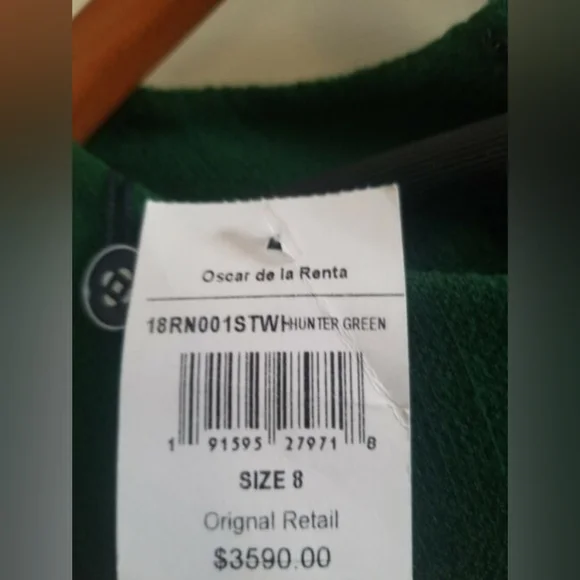 Oscar de la Renta
18RN001STWHHUNTER GREEN
1 91595 27971 8
SIZE 8
Orignal Retail
$3590.00